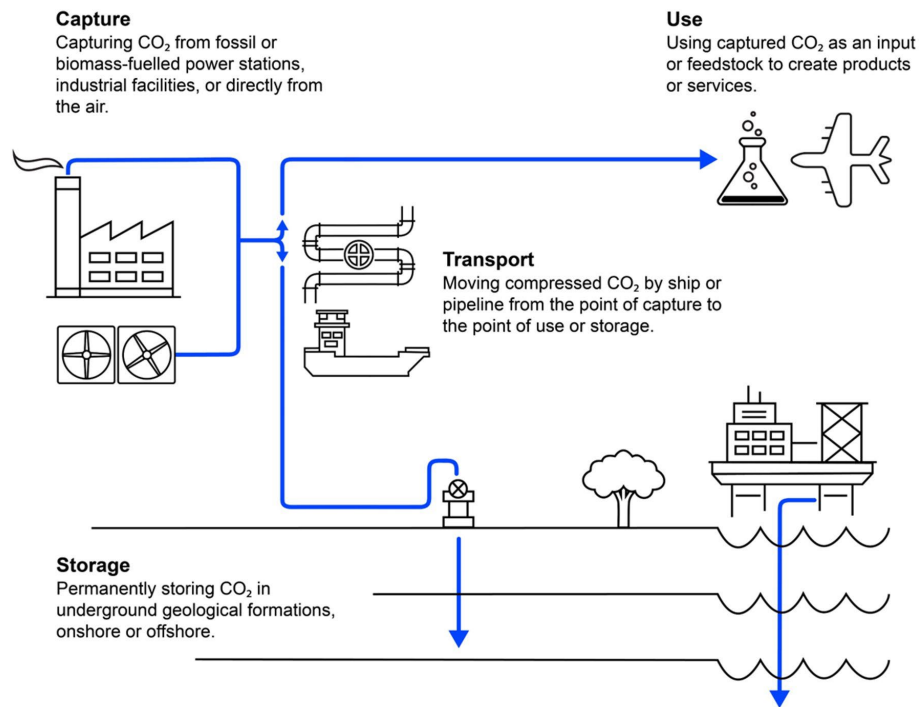 Capture
Capturing CO₂ from fossil or
biomass-fuelled power stations,
industrial facilities, or directly from
the air.
Use
Using captured CO₂ as an input
or feedstock to create products
or services.
Transport
Moving compressed CO₂ by ship or
pipeline from the point of capture to
the point of use or storage.
Storage
Permanently storing CO₂ in
underground geological formations,
onshore or offshore.